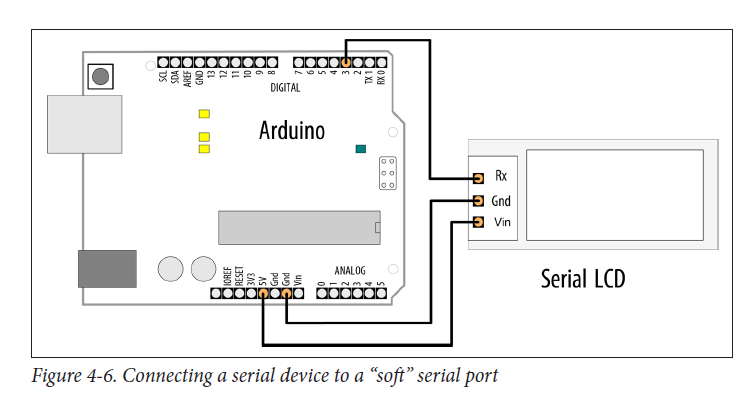 SCL SDA AREF GND 13 12 11 10 9 8 7 6 5 4 3 2 TX 1 RX 0
DIGITAL
Arduino
Rx
Gnd
Vin
IOREF RESET 3V3 5V Gnd Gnd Vin
ANALOG
0 1 2 3 4 5
Serial LCD
Figure 4-6. Connecting a serial device to a “soft” serial port